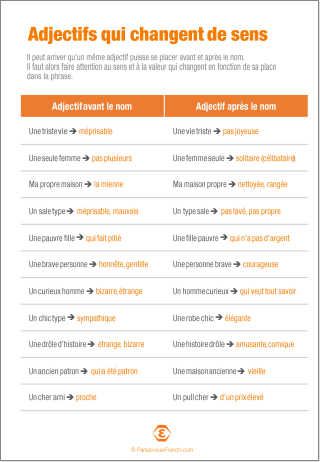 Adjectifs qui changent de sens
Il peut arriver qu'un même adjectif puisse se placer avant et après le nom.
Il faut alors faire attention au sens et à la valeur qui changent en fonction de sa place
dans la phrase.
Adjectif avant le nom Adjectif après le nom
Une triste vie ➔ méprisable Une vie triste ➔ pas joyeuse
Une seule femme ➔ pas plusieurs Une femme seule ➔ solitaire (célibataire)
Ma propre maison ➔ la mienne Ma maison propre ➔ nettoyée, rangée
Un sale type ➔ méprisable, mauvais Un type sale ➔ pas lavé, pas propre
Une pauvre fille ➔ qui fait pitié Une fille pauvre ➔ qui n'a pas d'argent
Une brave personne ➔ honnête, gentille Une personne brave ➔ courageuse
Un curieux homme ➔ bizarre, étrange Un homme curieux ➔ qui veut tout savoir
Un chic type ➔ sympathique Une robe chic ➔ élégante
Une drôle d'histoire ➔ étrange, bizarre Une histoire drôle ➔ amusante, comique
Un ancien patron ➔ qui a été patron Une maison ancienne ➔ vieille
Un cher ami ➔ proche Un pull cher ➔ d'un prix élevé
© ParlezvousFrench.com